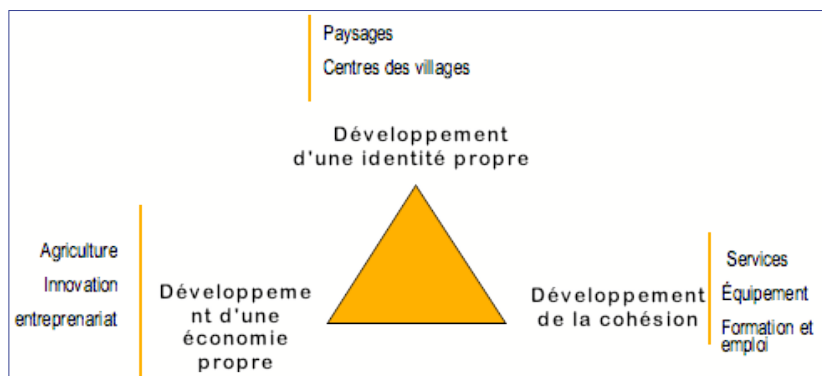 Paysages
Centres des villages
Développement
d'une identité propre
Agriculture
Innovation
entreprenariat
Développeme
nt d'une
économie
propre
Développement
de la cohésion
Services
Équipement
Formation et
emploi